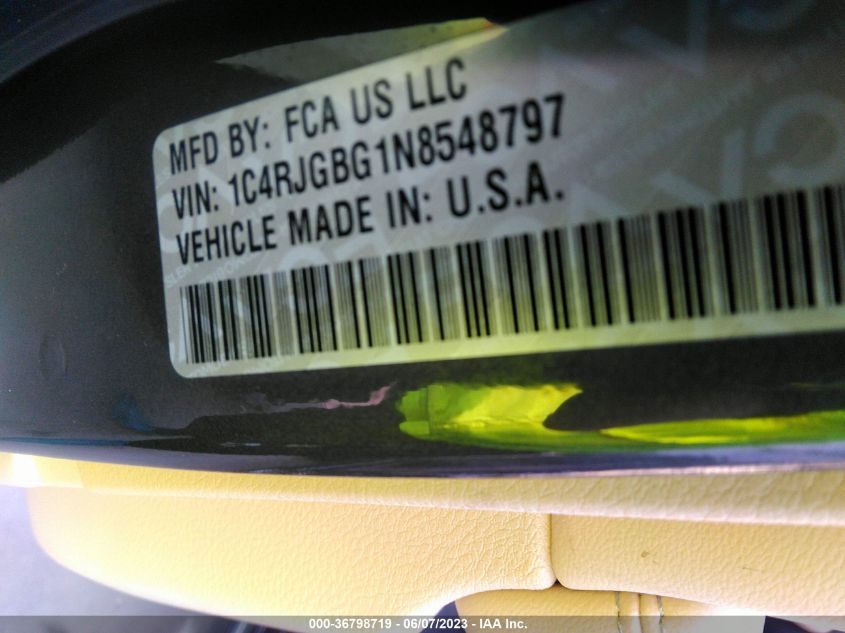 MFD BY: FCA US LLC
VIN: 1C4RJGBG1N8548797
VEHICLE MADE IN: U.S.A.
000-36798719 - 06/07/2023 - IAA Inc.